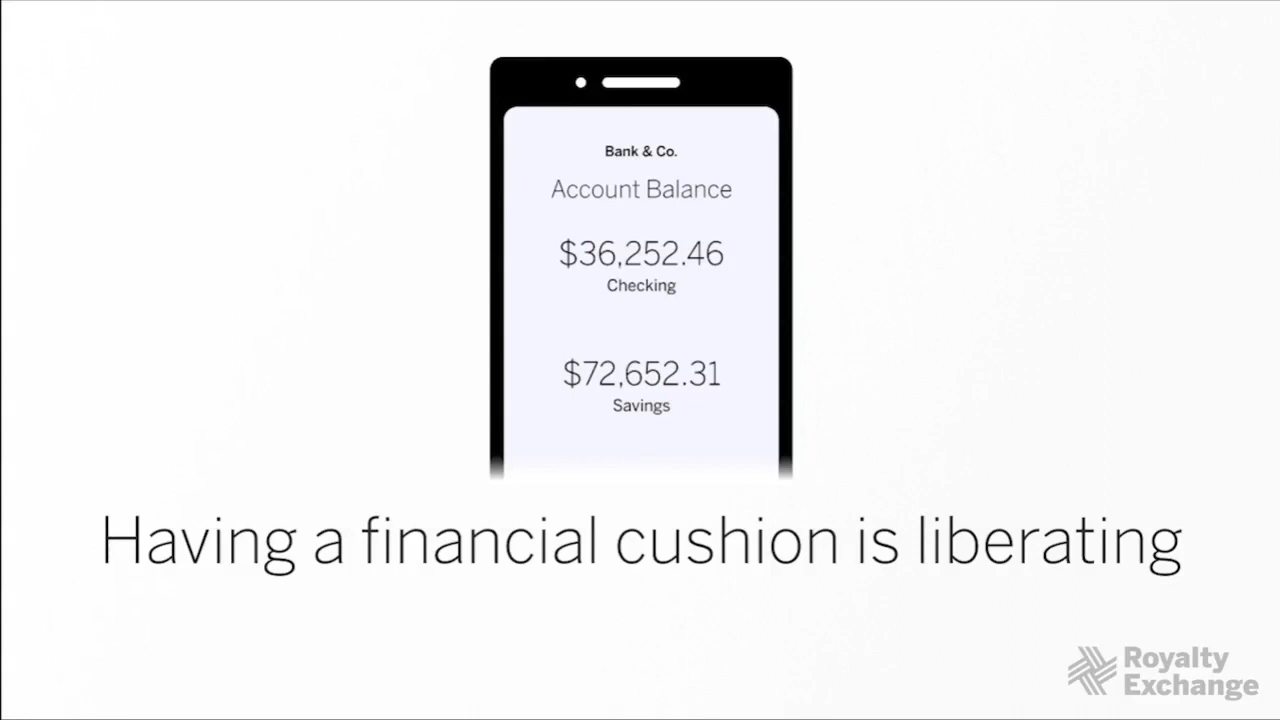 Bank & Co.
Account Balance
$36,252.46
Checking
$72,652.31
Savings
Having a financial cushion is liberating
Royalty
Exchange